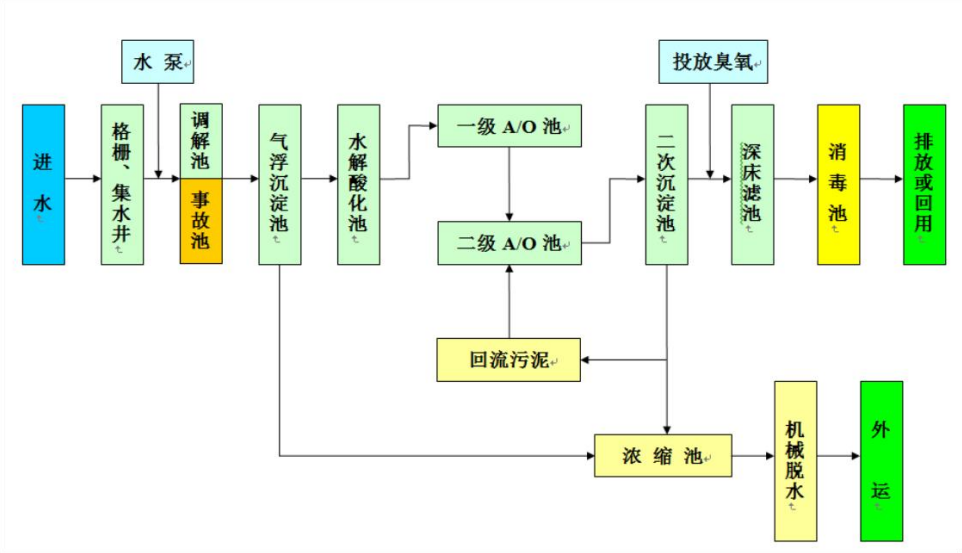 水 泵
投放臭氧
进水
格栅、集水井
调解池
事故池
气浮沉淀池
水解酸化池
一级 A/O 池
二级 A/O 池
二次沉淀池
深床滤池
消毒池
排放或回用
回流污泥
浓 缩 池
机械脱水
外运